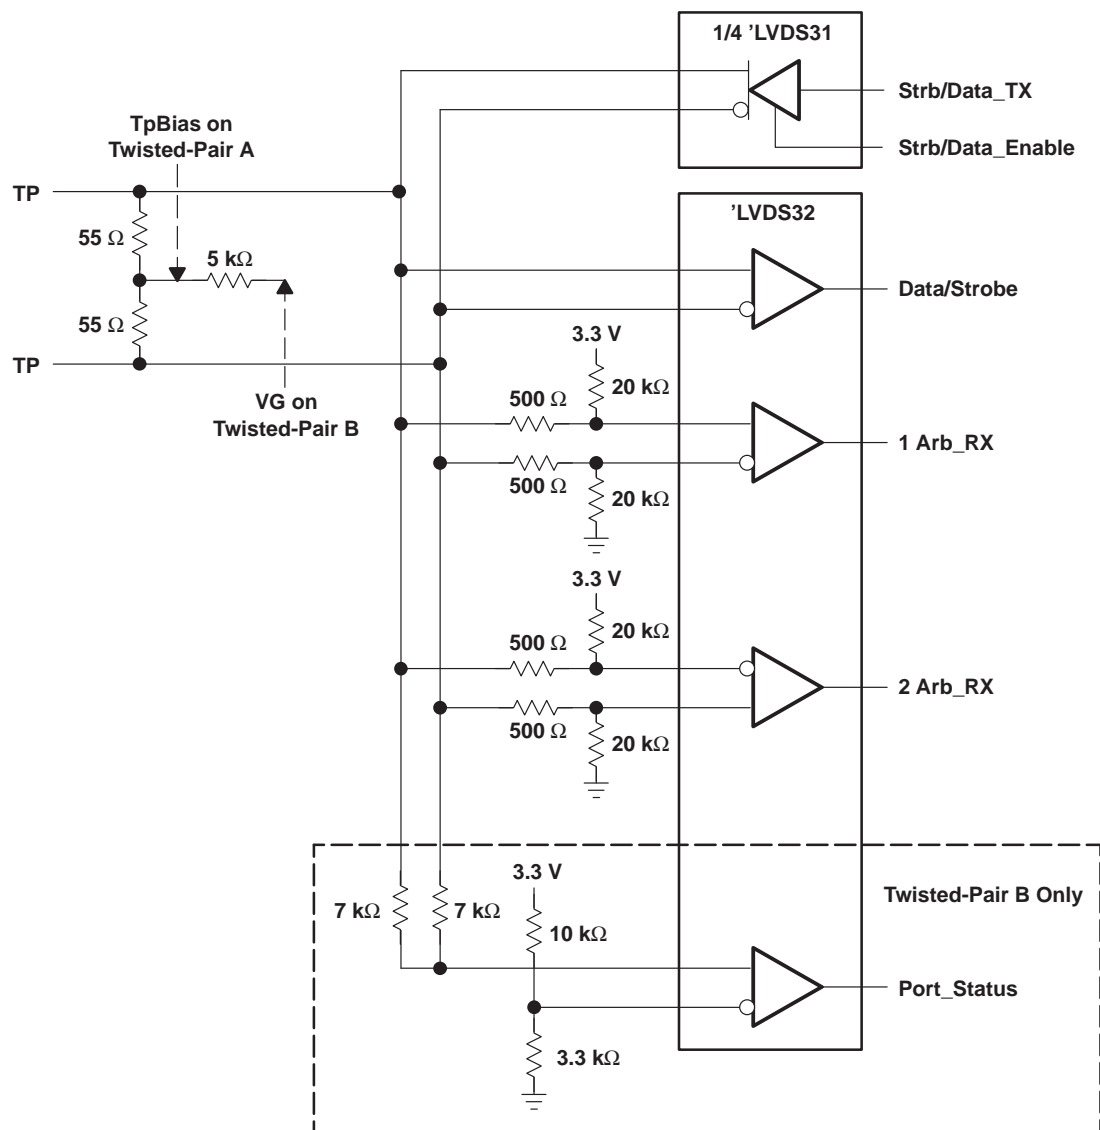 1/4 ’LVDS31
Strb/Data_TX
Strb/Data_Enable
TpBias on
Twisted-Pair A
TP
’LVDS32
55 Ω
5 kΩ
Data/Strobe
55 Ω
3.3 V
TP
20 kΩ
500 Ω
VG on
Twisted-Pair B
1 Arb_RX
500 Ω
20 kΩ
3.3 V
20 kΩ
500 Ω
2 Arb_RX
500 Ω
20 kΩ
3.3 V
Twisted-Pair B Only
7 kΩ
7 kΩ
10 kΩ
Port_Status
3.3 kΩ